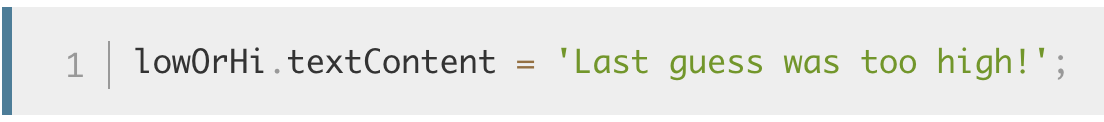 1 lowOrHi.textContent = 'Last guess was too high!';